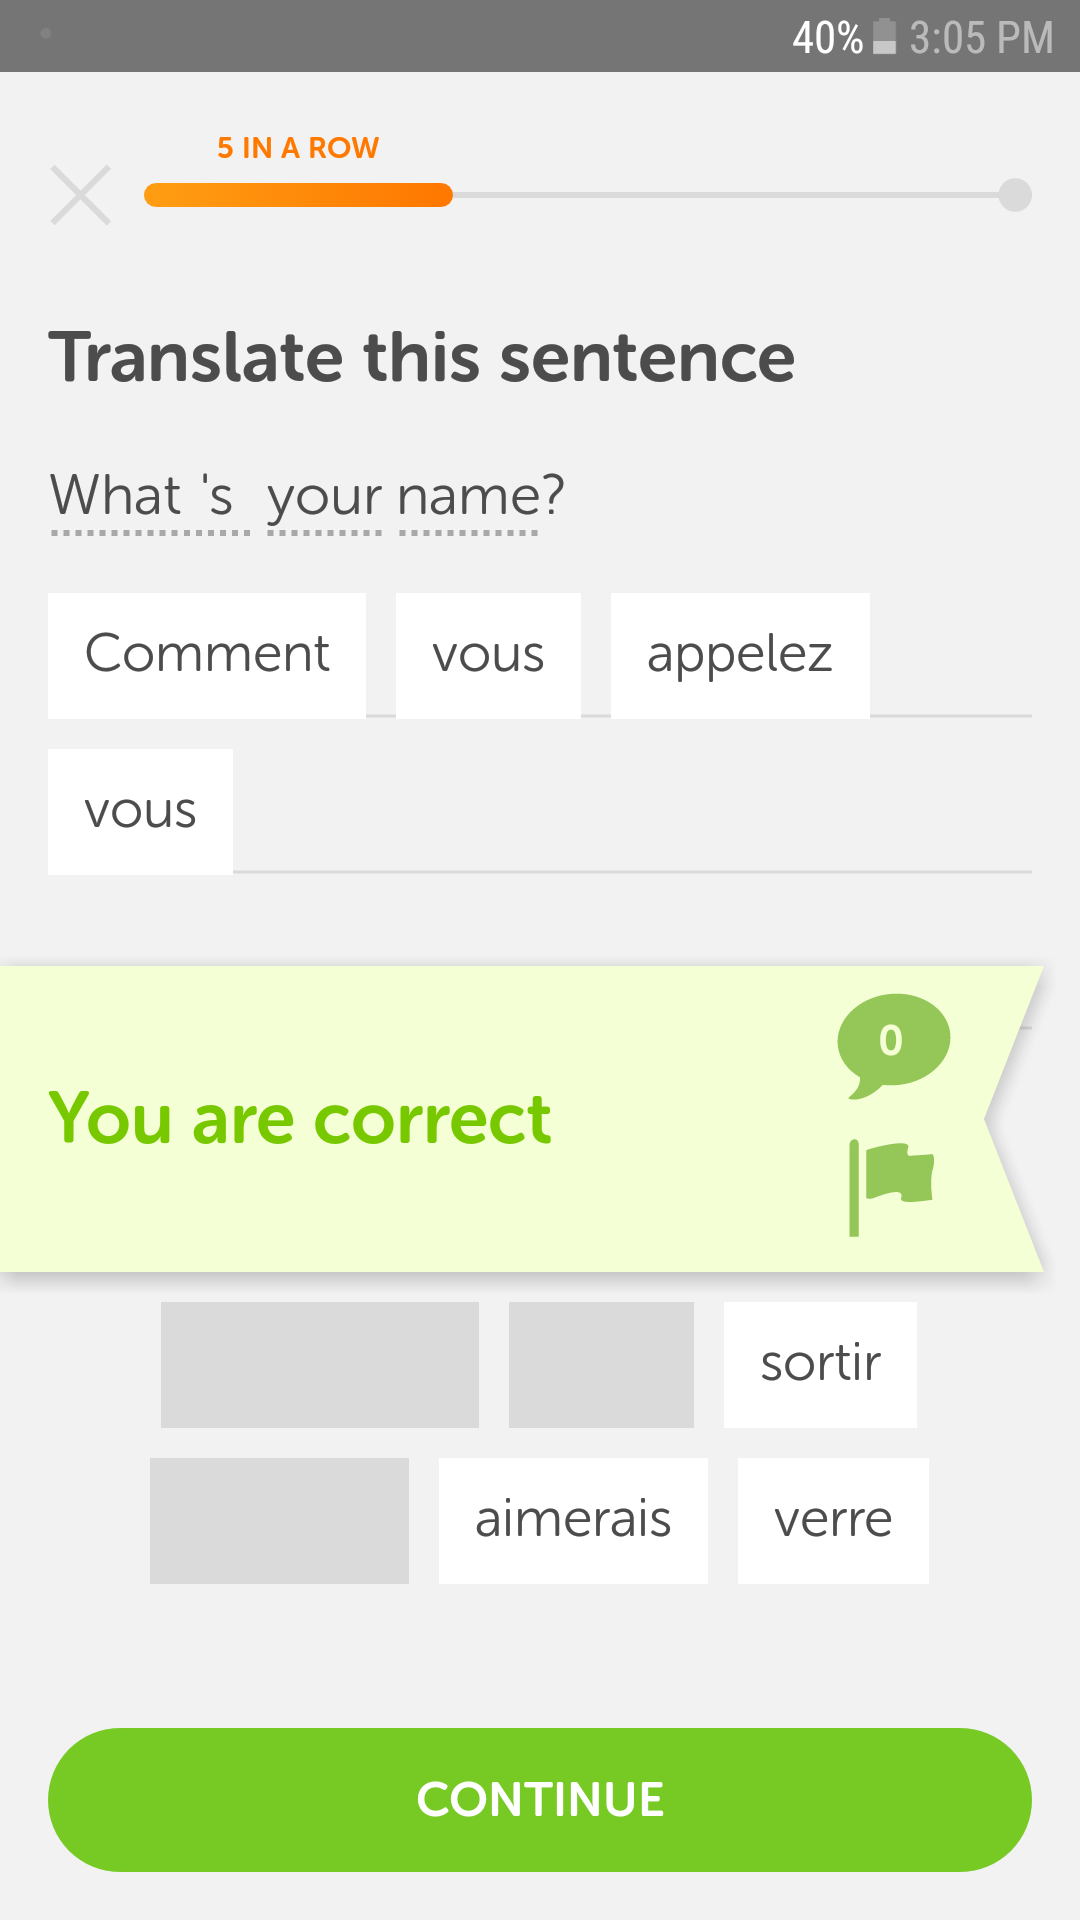 40% 3:05 PM
5 IN A ROW
Translate this sentence
What 's your name?
Comment vous appelez
vous
0
You are correct
sortir
aimerais verre
CONTINUE